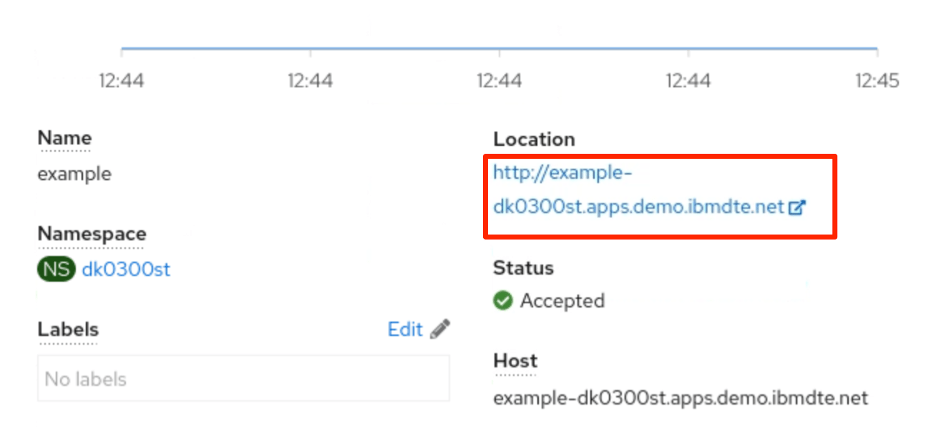 12:44 12:44 12:44 12:44 12:45
Name
example
Namespace
NS dk0300st
Labels Edit
No labels
Location
http://example-
dk0300st.apps.demo.ibmdte.net
Status
Accepted
Host
example-dk0300st.apps.demo.ibmdte.net